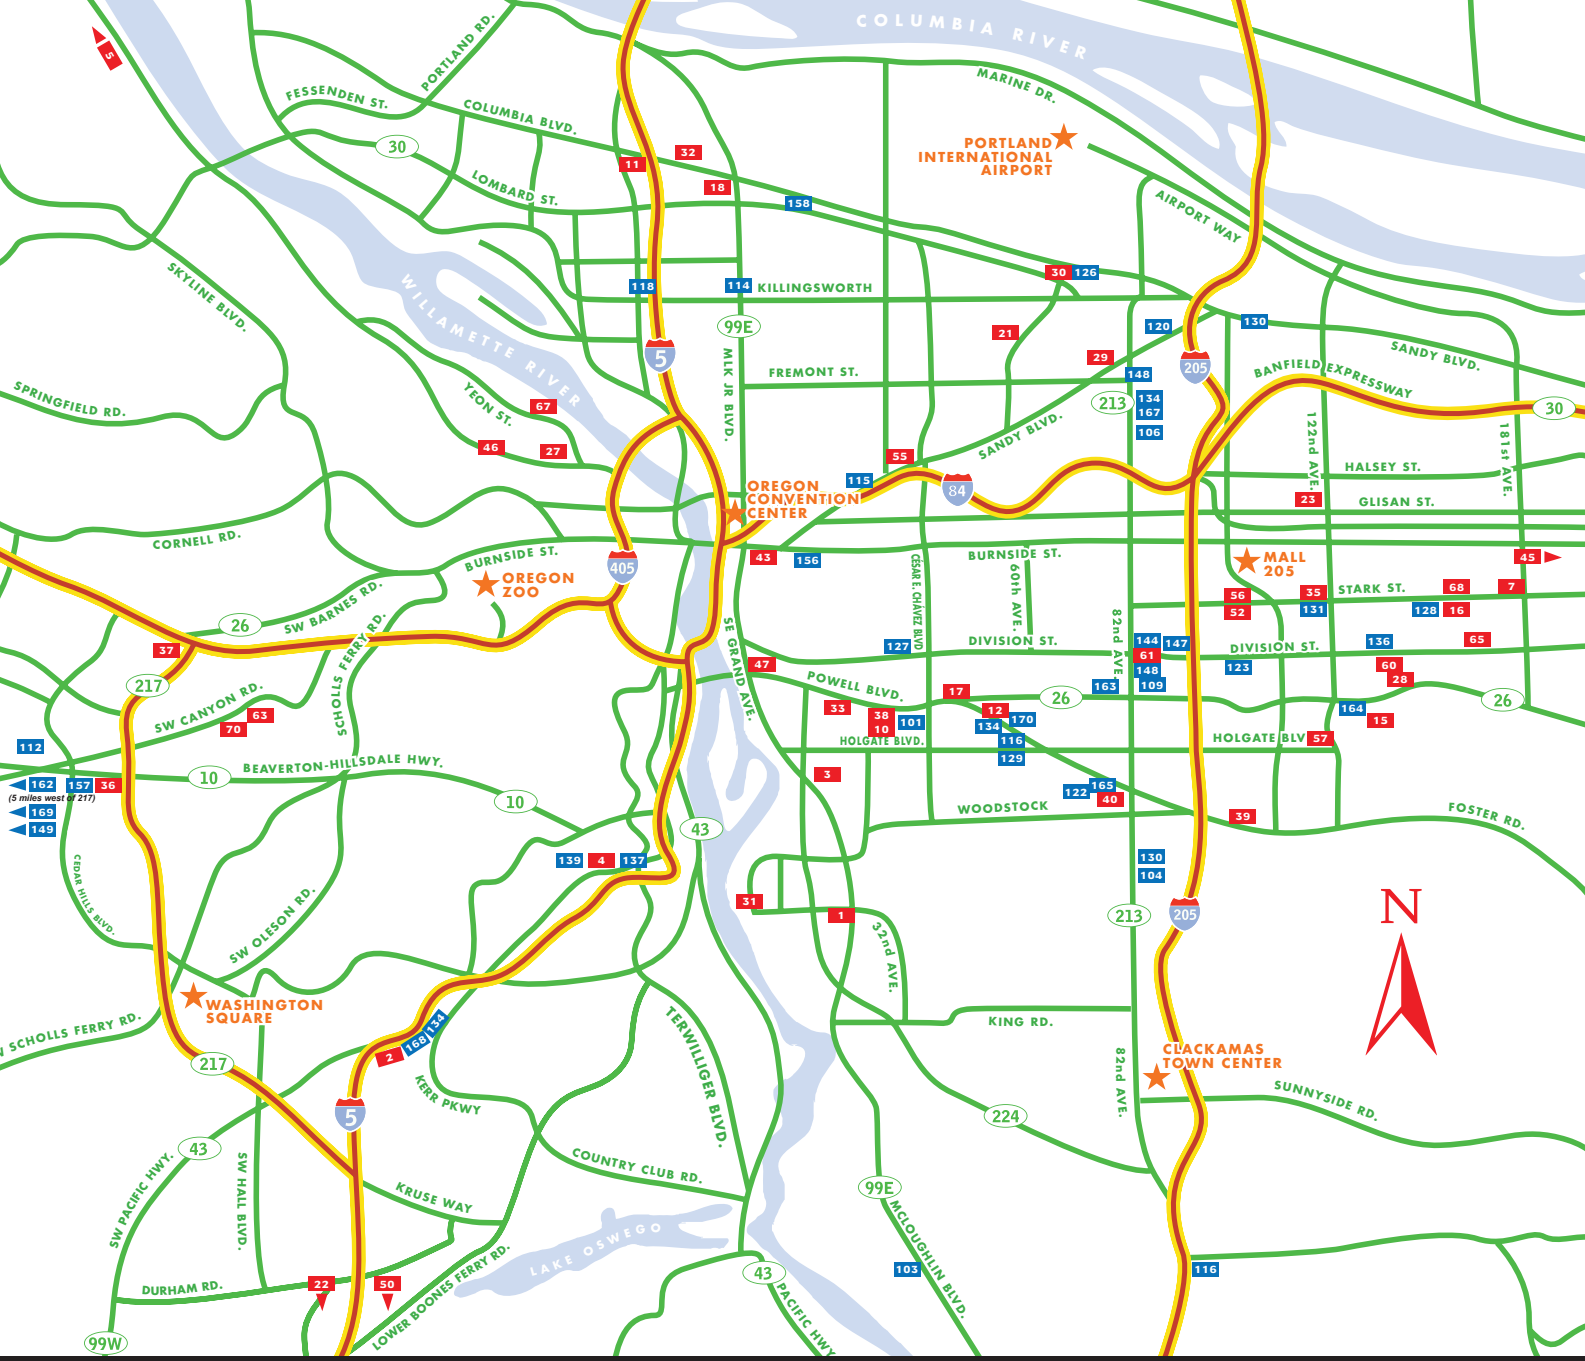 COLUMBIA RIVER
5
PORTLAND RD.
FESSENDEN ST.
COLUMBIA BLVD.
MARINE DR.
30
PORTLAND
INTERNATIONAL
AIRPORT
32
11
18
LOMBARD ST.
158
AIRPORT WAY
SKYLINE BLVD.
WILLAMETTE RIVER
118
114
KILLINGSWORTH
30
126
99E
21
120
130
5
MLK JR BLVD.
29
205
SANDY BLVD.
FREMONT ST.
148
BANFIELD EXPRESSWAY
SPRINGFIELD RD.
YEON ST.
67
213
134
167
30
106
46
27
SANDY BLVD.
122nd AVE.
181st AVE.
55
HALSEY ST.
115
84
OREGON
CONVENTION
CENTER
23
GLISAN ST.
CORNELL RD.
BURNSIDE ST.
405
43
156
BURNSIDE ST.
CÉSAR E. CHÁVEZ BLVD
60th AVE.
MALL
205
45
OREGON
ZOO
SW BARNES RD.
56
35
STARK ST.
68
7
52
131
128
16
26
SCHOLLS FERRY RD.
SE GRAND AVE.
82nd AVE.
37
127
DIVISION ST.
144
147
DIVISION ST.
136
65
47
61
148
123
60
28
217
POWELL BLVD.
17
26
163
109
26
SW CANYON RD.
63
70
33
38
10
101
12
134
170
116
129
164
15
112
HOLGATE BLVD.
HOLGATE BLV
57
10
BEAVERTON-HILLSDALE HWY.
162
157
36
(5 miles west of 217)
169
149
3
122
165
40
10
WOODSTOCK
39
FOSTER RD.
43
CEDAR HILLS BLVD.
139
4
137
130
104
SW OLESON RD.
31
1
213
205
N
32nd AVE.
WASHINGTON
SQUARE
W SCHOLLS FERRY RD.
TERWILLIGER BLVD.
KING RD.
2
168
134
217
KERR PKWY
82nd AVE.
CLACKAMAS
TOWN CENTER
5
224
SUNNYSIDE RD.
43
SW PACIFIC HWY.
SW HALL BLVD.
COUNTRY CLUB RD.
KRUSE WAY
99E
MCLOUGHLIN BLVD.
LAKE OSWEGO
LOWER BOONES FERRY RD.
DURHAM RD.
22
50
43
PACIFIC HWY
103
116
99W